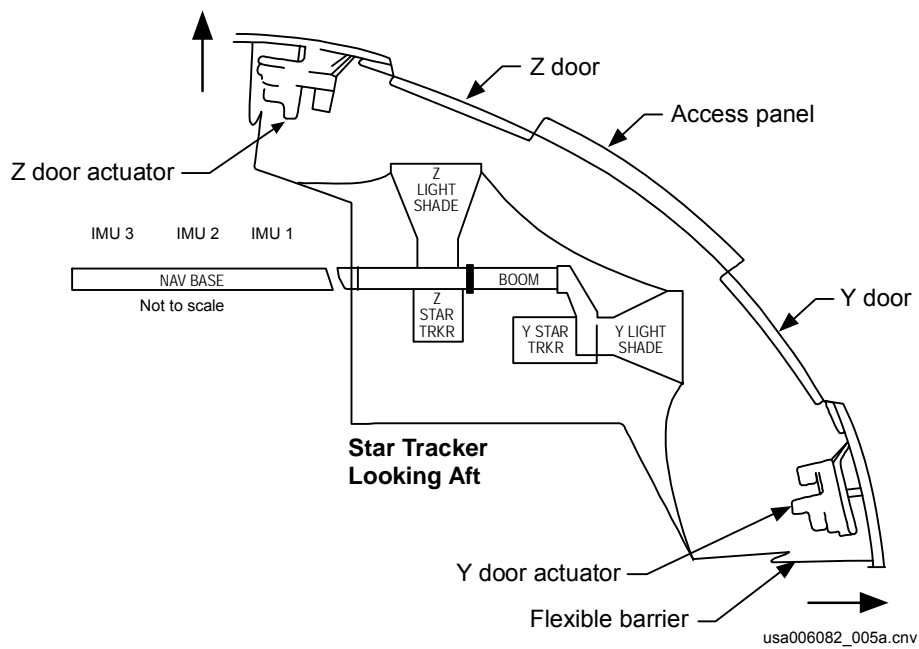 Z door
Access panel
Z door actuator
Z
LIGHT
SHADE
IMU 3 IMU 2 IMU 1
NAV BASE
BOOM
Not to scale
Z
STAR
TRKR
Y STAR
TRKR
Y LIGHT
SHADE
Y door
Star Tracker
Looking Aft
Y door actuator
Flexible barrier
usa006082_005a.cnv